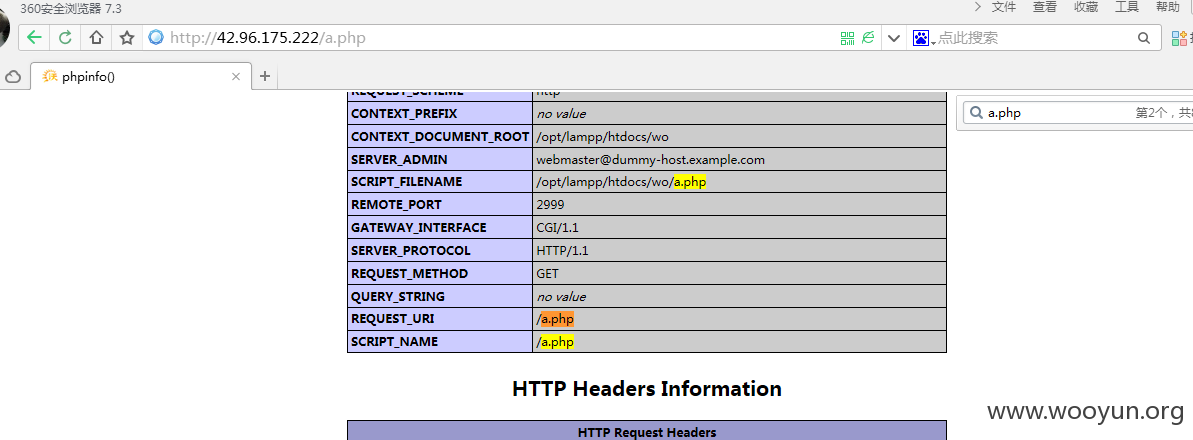 360安全浏览器 7.3
文件 查看 收藏 工具 帮助
http://42.96.175.222/a.php
点此搜索
phpinfo()
REQUEST_SCHEME http
CONTEXT_PREFIX no value
a.php 第2个，共
CONTEXT_DOCUMENT_ROOT /opt/lampp/htdocs/wo
SERVER_ADMIN webmaster@dummy-host.example.com
SCRIPT_FILENAME /opt/lampp/htdocs/wo/a.php
REMOTE_PORT 2999
GATEWAY_INTERFACE CGI/1.1
SERVER_PROTOCOL HTTP/1.1
REQUEST_METHOD GET
QUERY_STRING no value
REQUEST_URI /a.php
SCRIPT_NAME /a.php
HTTP Headers Information
www.wooyun.org
HTTP Request Headers